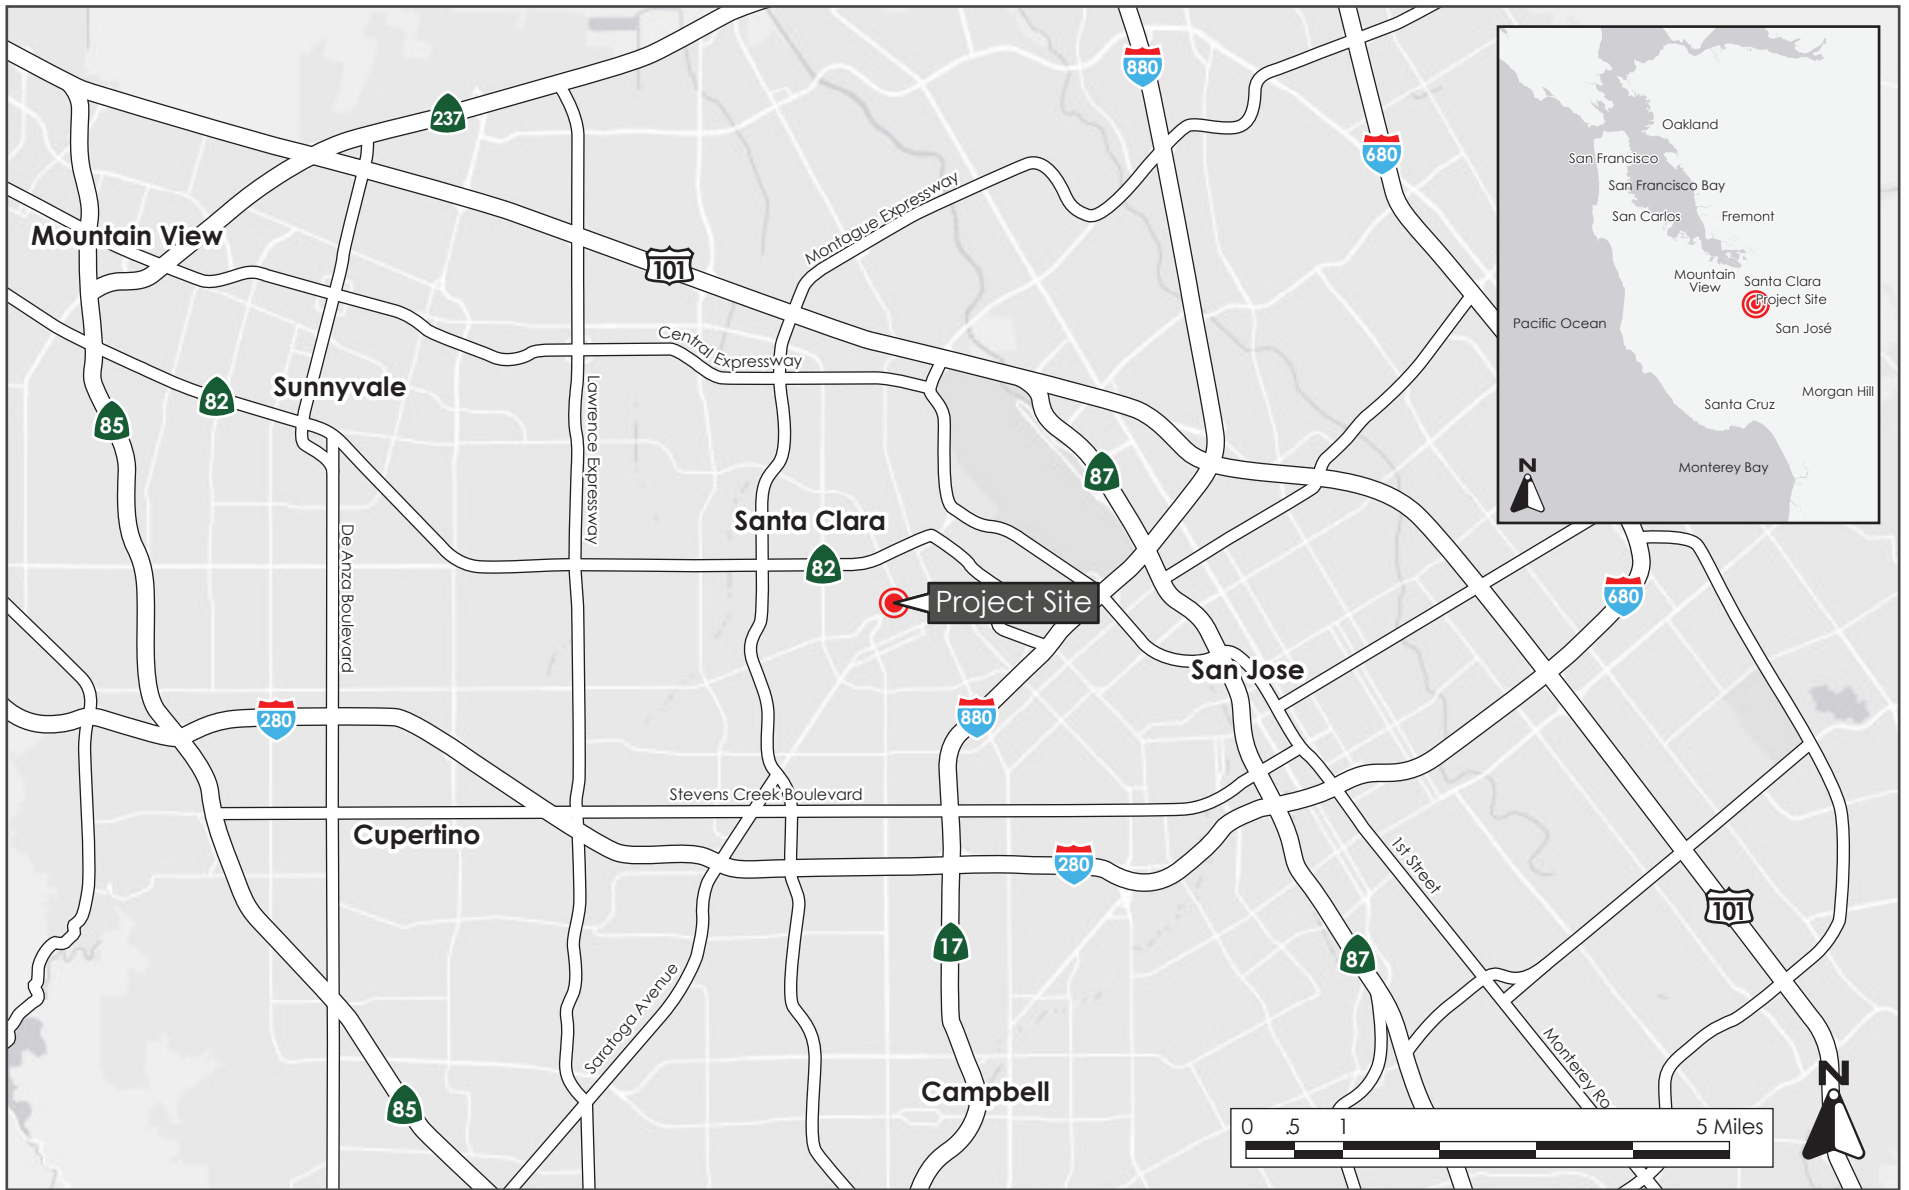 880
237
680
Montague Expressway
Mountain View
101
Central Expressway
Sunnyvale
82
85
Lawrence Expressway
87
Santa Clara
82
De Anza Boulevard
Project Site
680
San Jose
280
880
Stevens Creek Boulevard
Cupertino
280
1st Street
101
17
87
Saratoga Avenue
Monterey Ro
Campbell
85
N
0 .5 1 5 Miles
Oakland
San Francisco
San Francisco Bay
San Carlos
Fremont
Mountain
View
Santa Clara
Project Site
Pacific Ocean
San José
Morgan Hill
Santa Cruz
Monterey Bay
N